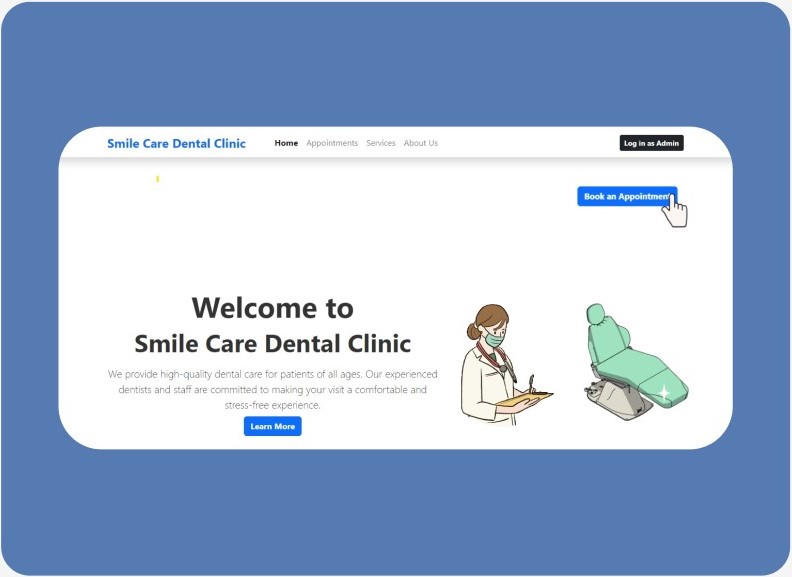 Smile Care Dental Clinic Home Appointments Services About Us Log in as Admin
Book an Appointment
Welcome to
Smile Care Dental Clinic
We provide high-quality dental care for patients of all ages. Our experienced
dentists and staff are committed to making your visit a comfortable and
stress-free experience.
Learn More